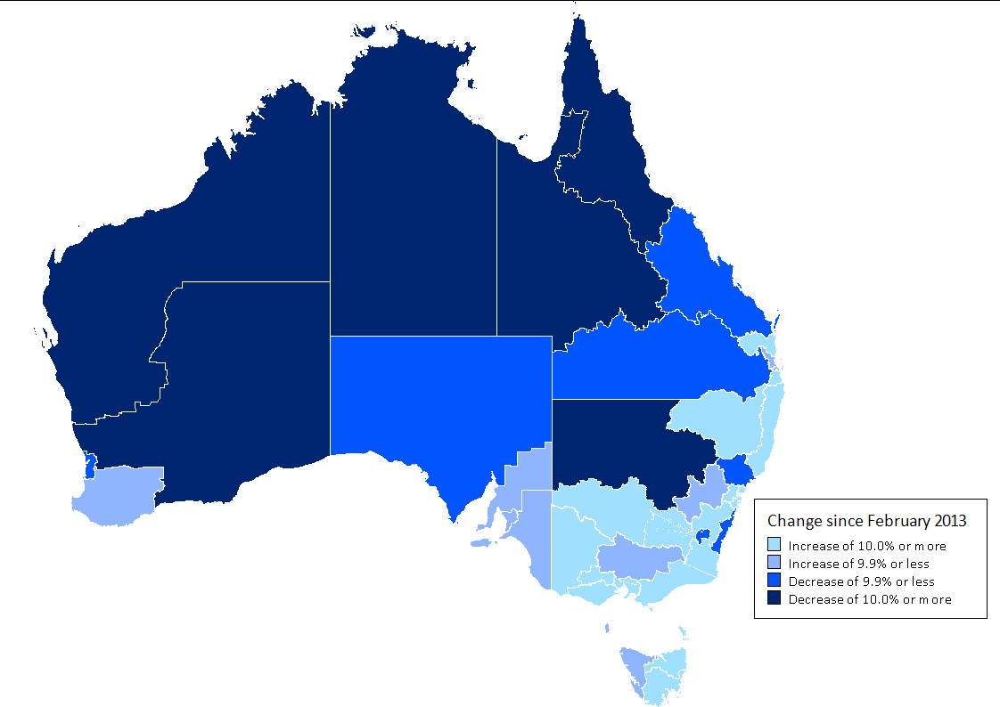 Change since February 2013
Increase of 10.0% or more
Increase of 9.9% or less
Decrease of 9.9% or less
Decrease of 10.0% or more